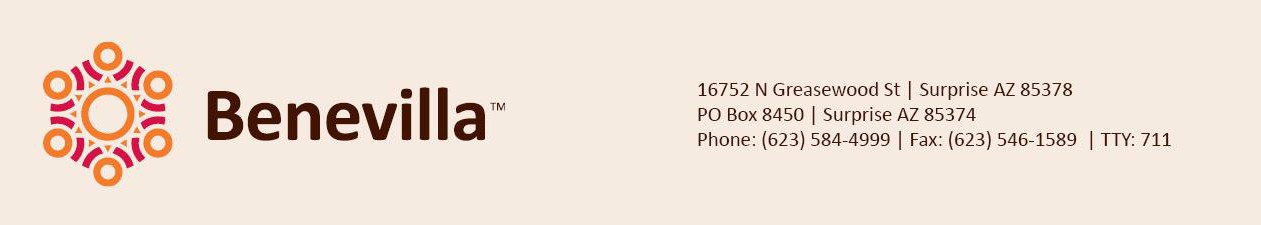 Benevilla™
16752 N Greasewood St | Surprise AZ 85378
PO Box 8450 | Surprise AZ 85374
Phone: (623) 584-4999 | Fax: (623) 546-1589 | TTY: 711